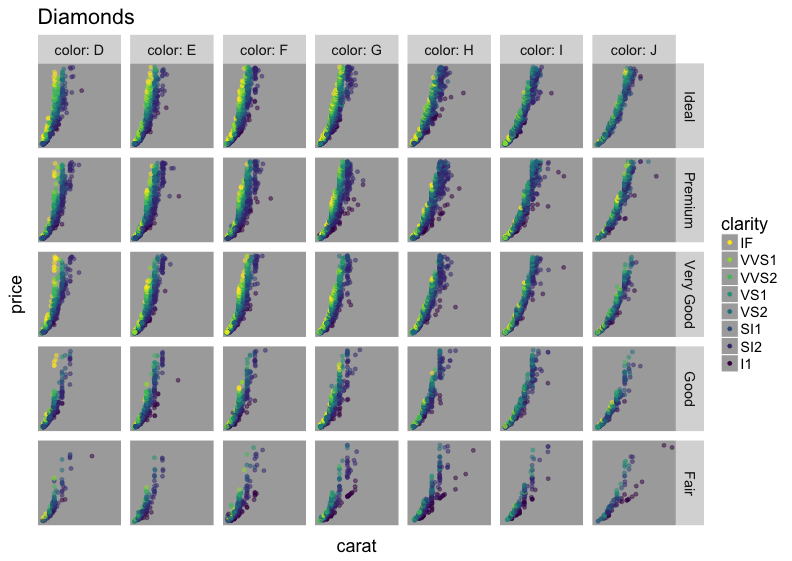 Diamonds
color: D
color: E
color: F
color: G
color: H
color: I
color: J
Ideal
Premium
Very Good
Good
Fair
price
carat
clarity
IF
VVS1
VVS2
VS1
VS2
SI1
SI2
I1